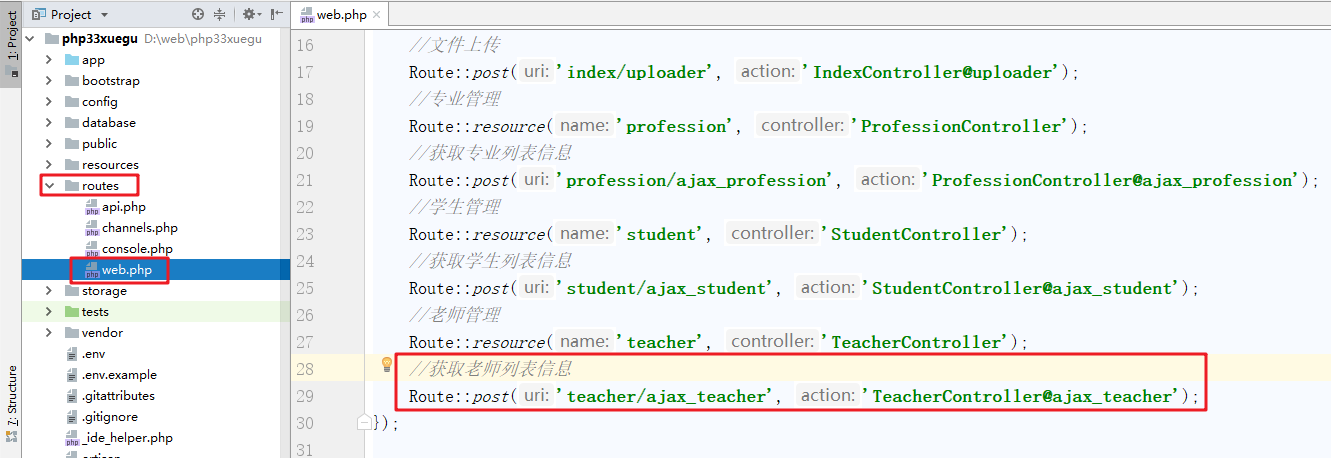 1: Project
7: Structure
Project
php33xuegu D:\web\php33xuegu
app
bootstrap
config
database
public
resources
routes
api.php
channels.php
console.php
web.php
storage
tests
vendor
.env
.env.example
.gitattributes
.gitignore
_ide_helper.php
artisan
web.php
16 //文件上传
17 Route::post( uri: 'index/uploader', action: 'IndexController@uploader');
18 //专业管理
19 Route::resource( name: 'profession', controller: 'ProfessionController');
20 //获取专业列表信息
21 Route::post( uri: 'profession/ajax_profession', action: 'ProfessionController@ajax_profession');
22 //学生管理
23 Route::resource( name: 'student', controller: 'StudentController');
24 //获取学生列表信息
25 Route::post( uri: 'student/ajax_student', action: 'StudentController@ajax_student');
26 //老师管理
27 Route::resource( name: 'teacher', controller: 'TeacherController');
28 //获取老师列表信息
29 Route::post( uri: 'teacher/ajax_teacher', action: 'TeacherController@ajax_teacher');
30 });
31